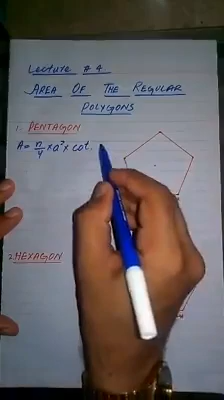 Lecture # 4
AREA OF THE REGULAR
POLYGONS
1. PENTAGON
A = n/4 x a² x cot.
2. HEXAGON